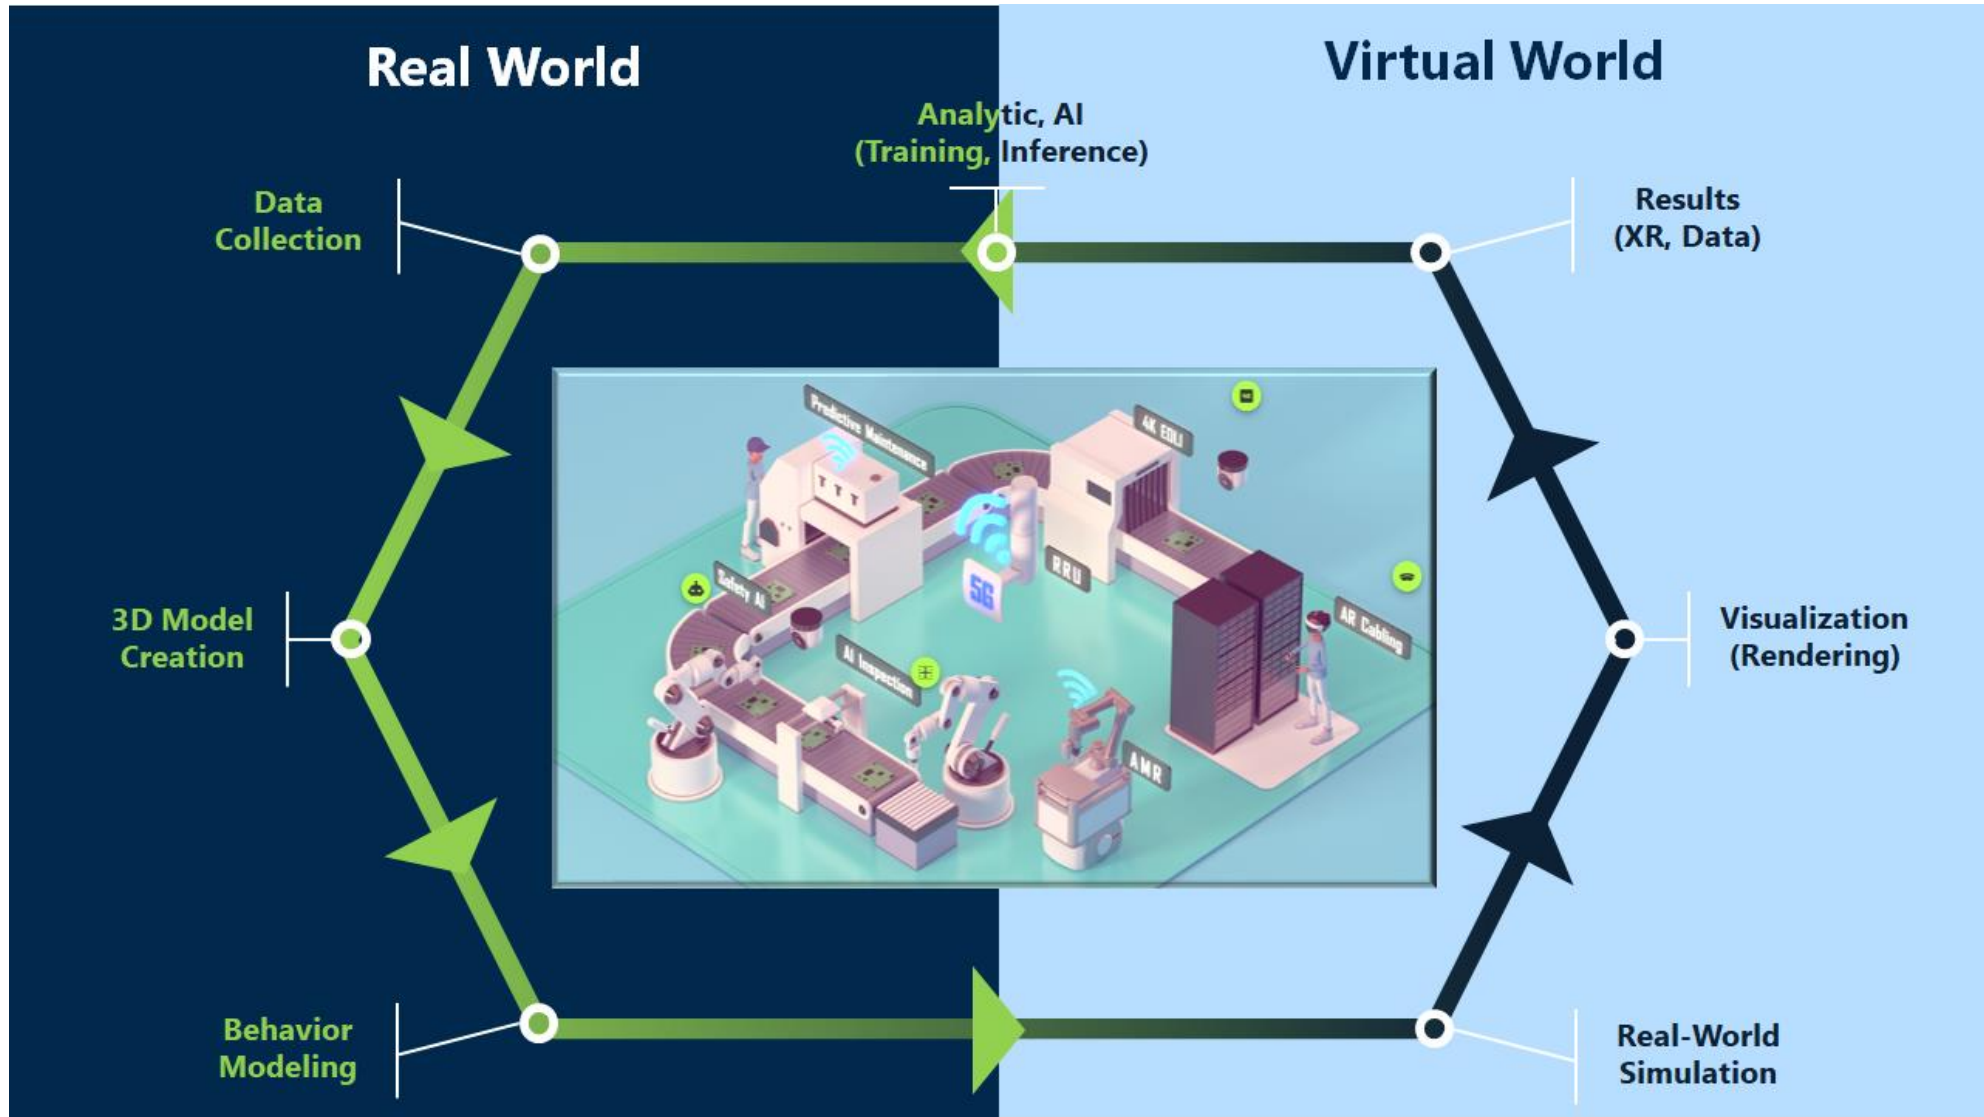 Real World
Virtual World
Analytic, AI
(Training, Inference)
Data
Collection
Results
(XR, Data)
Predictive Maintenance
4K EDLI
RRU
5G
Safety AI
AR Cabling
AI Inspection
AMR
3D Model
Creation
Visualization
(Rendering)
Behavior
Modeling
Real-World
Simulation